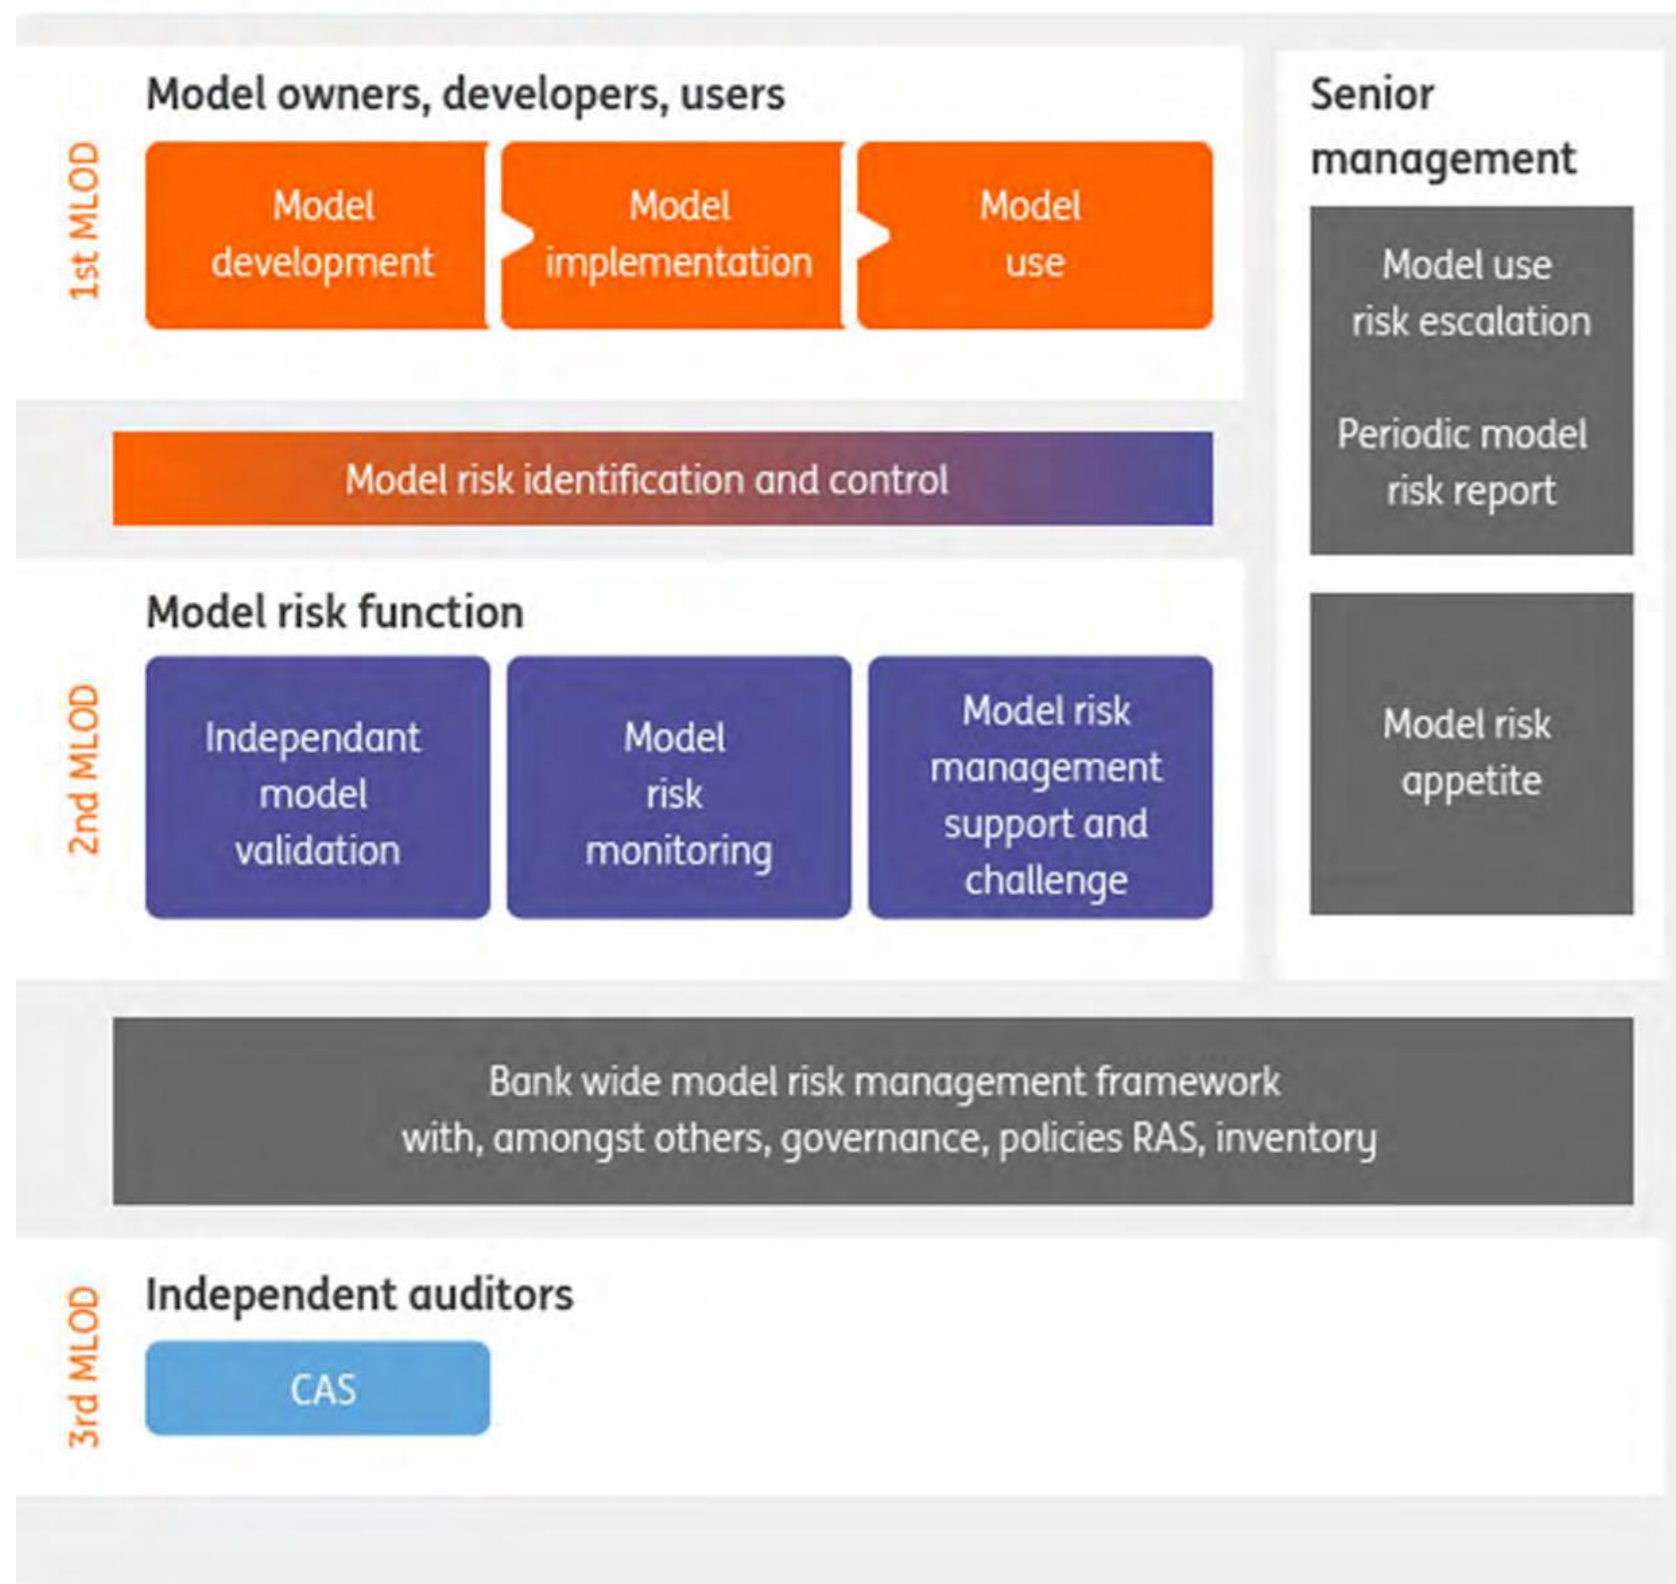 Model owners, developers, users
1st MLOD
Model
development
Model
implementation
Model
use
Model risk identification and control
Model risk function
2nd MLOD
Independant
model
validation
Model
risk
monitoring
Model risk
management
support and
challenge
Senior
management
Model use
risk escalation
Periodic model
risk report
Model risk
appetite
Bank wide model risk management framework
with, amongst others, governance, policies RAS, inventory
Independent auditors
3rd MLOD
CAS